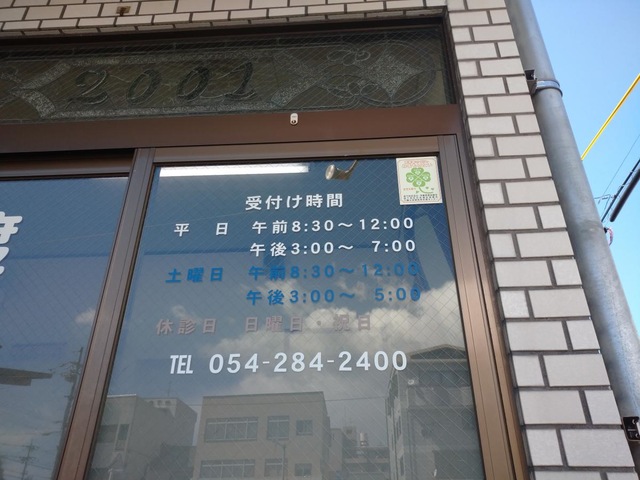 2002
受付け時間
平 日 午前8:30～12:00
午後3:00～ 7:00
土曜日 午前8:30～12:00
午後3:00～ 5:00
休診日 日曜日・祝日
TEL 054-284-2400